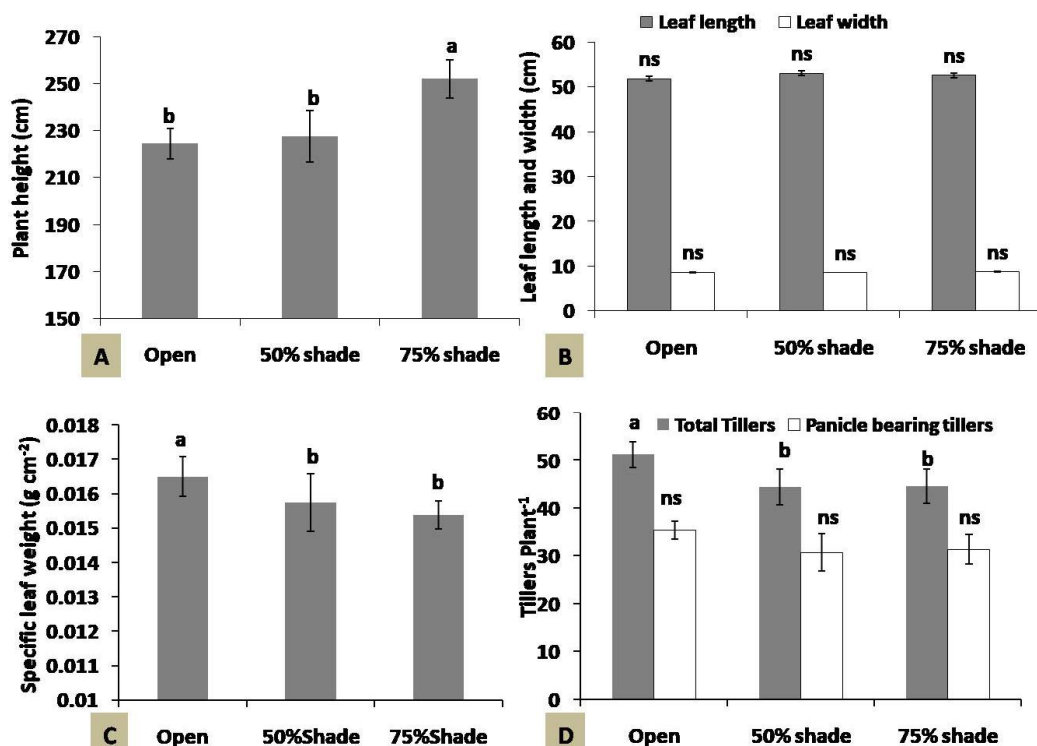 270
250
230
210
190
170
150
Plant height (cm)
b
b
a
Open
50% shade
75% shade
A
Leaf length
Leaf width
60
50
40
30
20
10
0
Leaf length and width (cm)
ns
ns
ns
ns
ns
ns
Open
50% shade
75% shade
B
0.018
0.017
0.016
0.015
0.014
0.013
0.012
0.011
0.01
Specific leaf weight (g cm⁻²)
a
b
b
Open
50%Shade
75%Shade
C
60
50
40
30
20
10
0
Total Tillers
Panicle bearing tillers
Tillers Plant⁻¹
a
ns
b
ns
b
ns
Open
50% shade
75% shade
D